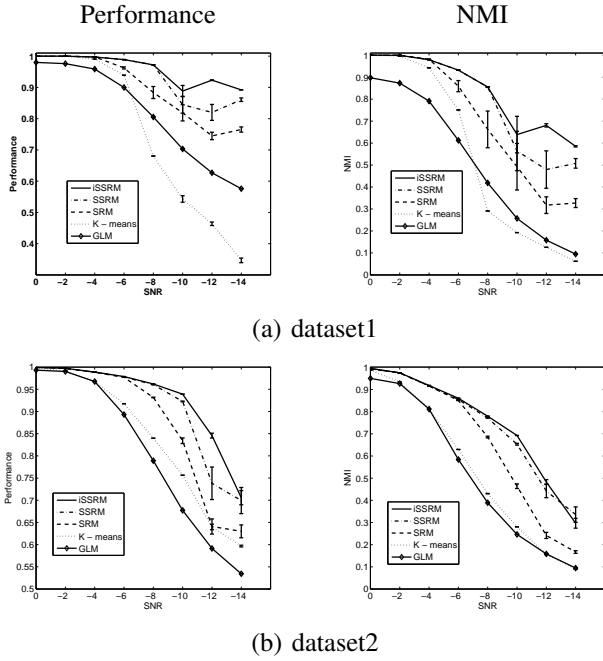 Performance
NMI
1
0.9
0.8
0.7
0.6
0.5
0.4
Performance
iSSRM
SSRM
SRM
K − means
GLM
0 −2 −4 −6 −8 −10 −12 −14
SNR
1
0.9
0.8
0.7
0.6
0.5
0.4
0.3
0.2
0.1
0
NMI
iSSRM
SSRM
SRM
K − means
GLM
0 −2 −4 −6 −8 −10 −12 −14
SNR
(a) dataset1
1
0.95
0.9
0.85
0.8
0.75
0.7
0.65
0.6
0.55
0.5
Performance
iSSRM
SSRM
SRM
K − means
GLM
0 −2 −4 −6 −8 −10 −12 −14
SNR
1
0.9
0.8
0.7
0.6
0.5
0.4
0.3
0.2
0.1
0
NMI
iSSRM
SSRM
SRM
K − means
GLM
0 −2 −4 −6 −8 −10 −12 −14
SNR
(b) dataset2